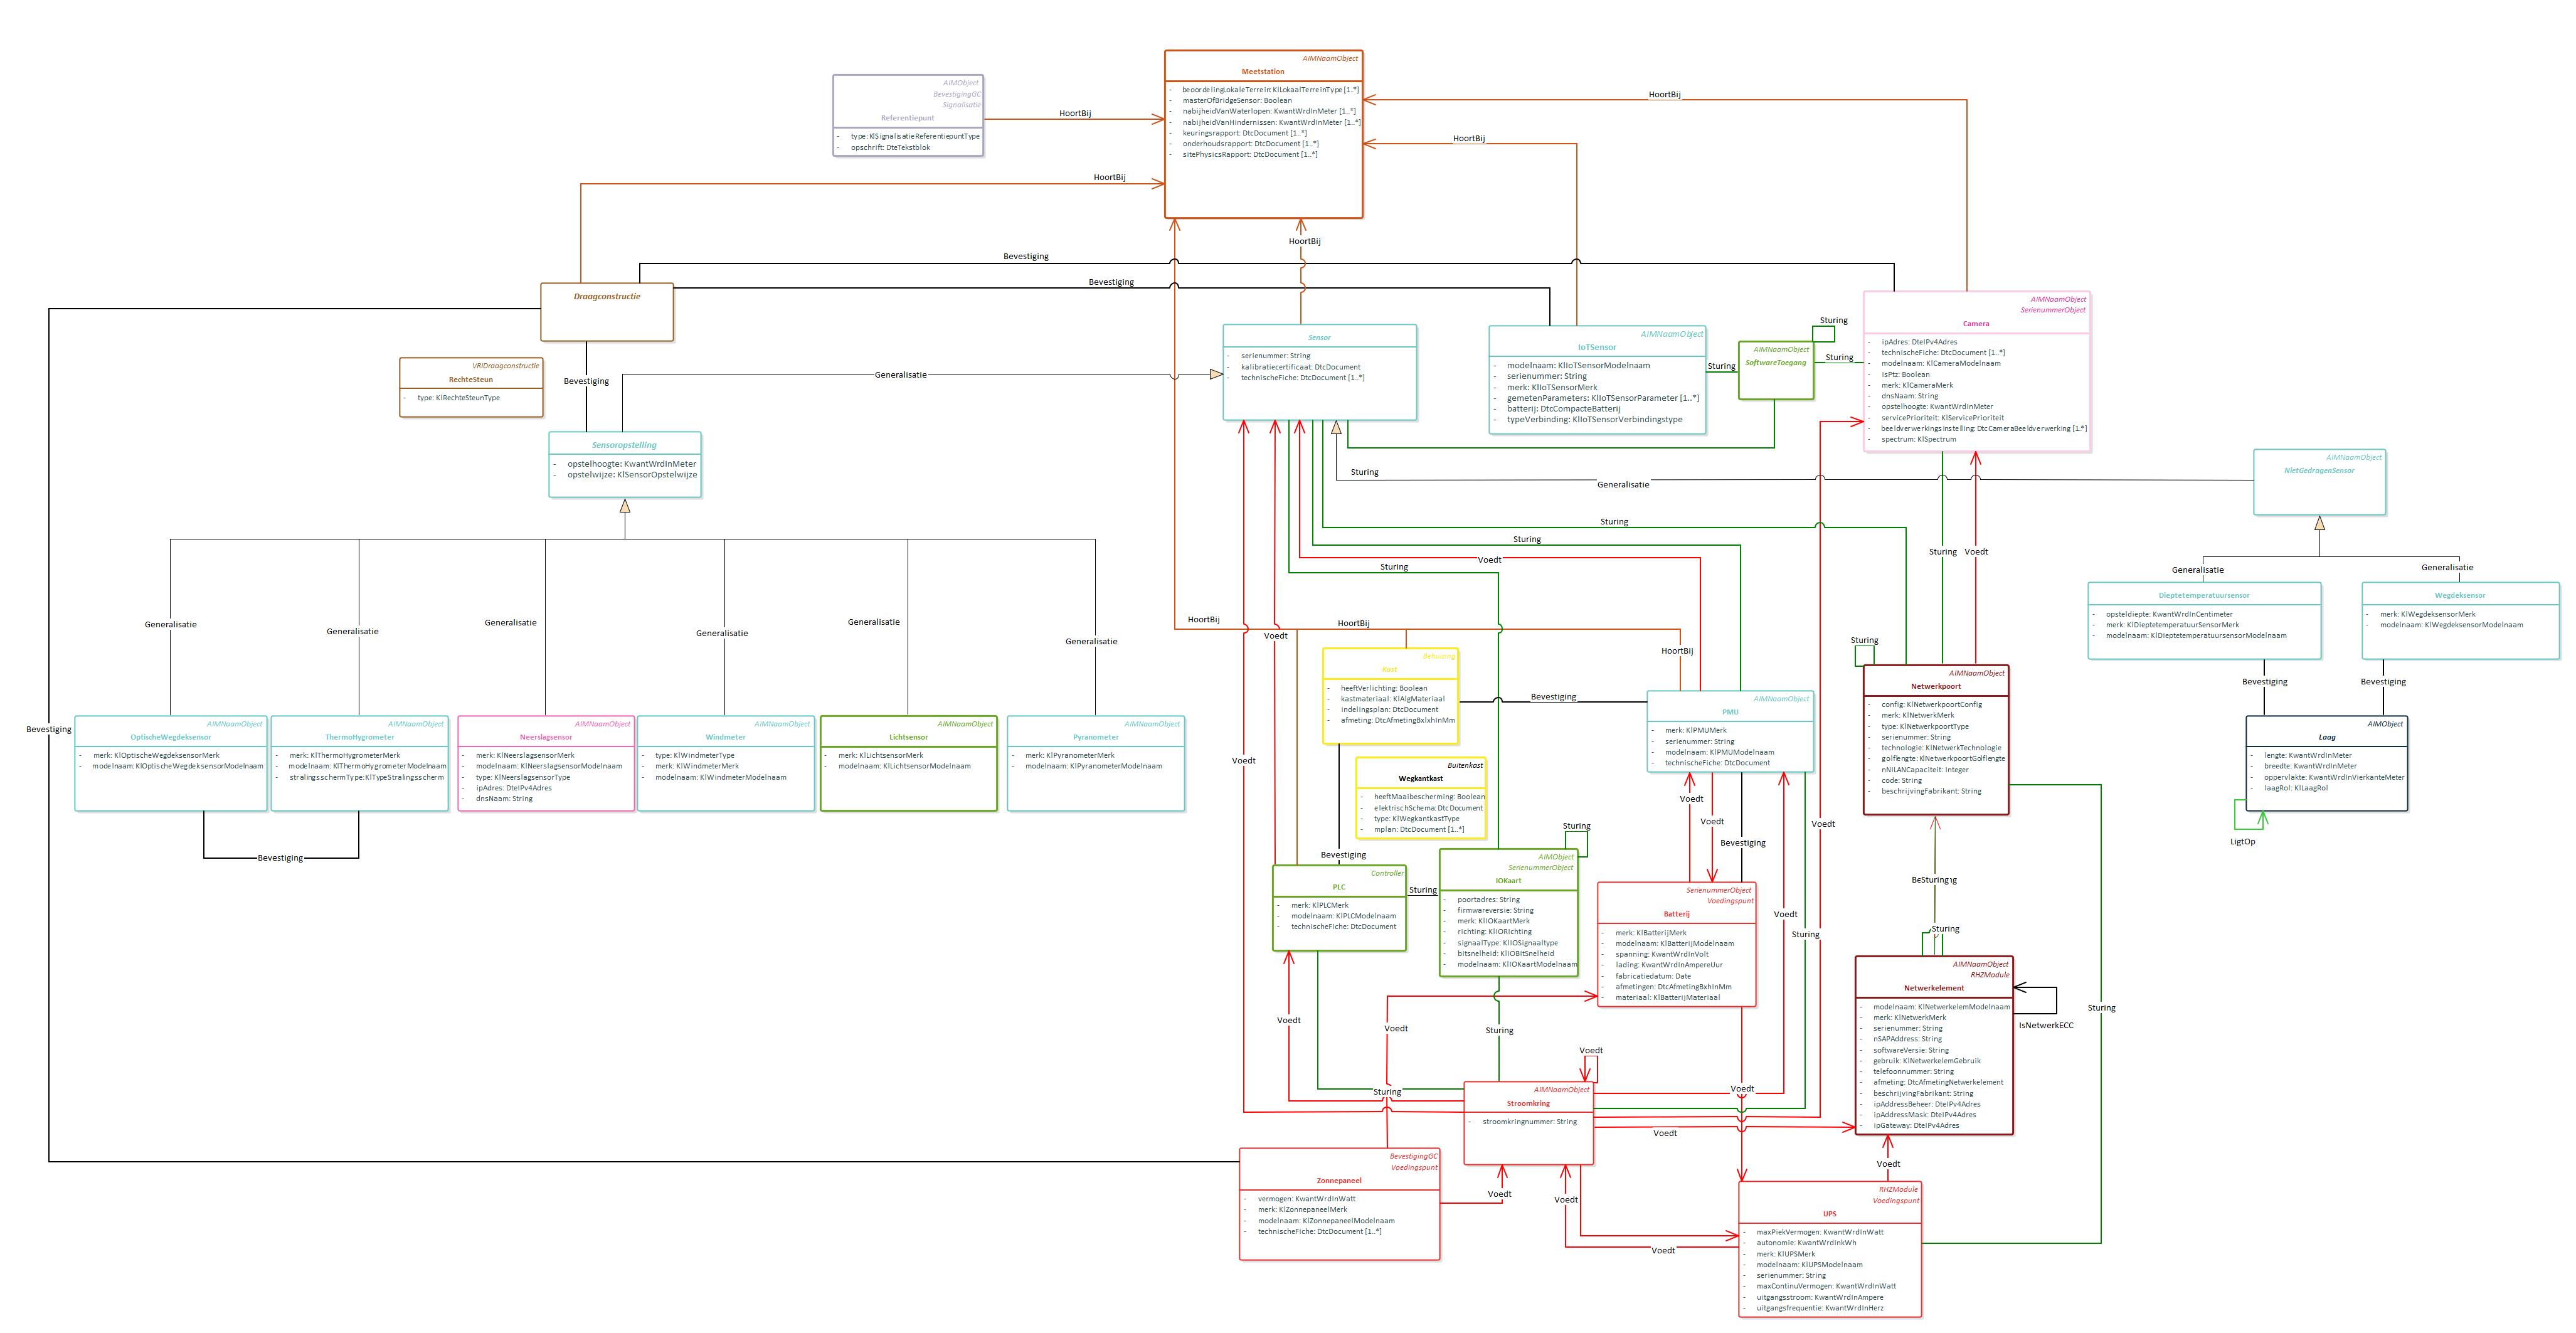 AIMNaamObject
Meetstation
- beoordelingLokaleTerrein: KlLokaalTerreinType [1..*]
- masterOfBridgeSensor: Boolean
- nabijheidVanWaterlopen: KwantWrdInMeter [1..*]
- nabijheidVanHindernissen: KwantWrdInMeter [1..*]
- keuringsrapport: DtcDocument [1..*]
- onderhoudsrapport: DtcDocument [1..*]
- sitePhysicsRapport: DtcDocument [1..*]
AIMObject
BevestigingGC
Signalisatie
Referentiepunt
- type: KlSignalisatieReferentiepuntType
- opschrift: DteTekstblok
HoortBij
HoortBij
HoortBij
HoortBij
HoortBij
Bevestiging
Bevestiging
Draagconstructie
Bevestiging
VRIDraagconstructie
RechteSteun
- type: KlRechteSteunType
Generalisatie
Sensoropstelling
- opstelhoogte: KwantWrdInMeter
- opstelwijze: KlSensorOpstelwijze
Sensor
- serienummer: String
- kalibratiecertificaat: DtcDocument
- technischeFiche: DtcDocument [1..*]
AIMNaamObject
IoTSensor
- modelnaam: KlIoTSensorModelnaam
- serienummer: String
- merk: KlIoTSensorMerk
- gemetenParameters: KlIoTSensorParameter [1..*]
- batterij: DtcCompacteBatterij
- typeVerbinding: KlIoTSensorVerbindingstype
Sturing
Sturing
AIMNaamObject
SoftwareToegang
Sturing
AIMNaamObject
SerienummerObject
Camera
- ipAdres: DteIPv4Adres
- technischeFiche: DtcDocument [1..*]
- modelnaam: KlCameraModelnaam
- isPtz: Boolean
- merk: KlCameraMerk
- dnsNaam: String
- opstelhoogte: KwantWrdInMeter
- servicePrioriteit: KlServicePrioriteit
- beeldverwerkingsinstelling: DtcCameraBeeldverwerking [1.*]
- spectrum: KlSpectrum
Sturing
Generalisatie
AIMNaamObject
NietGedragenSensor
Sturing
Sturing
Voedt
Sturing
Sturing
Voedt
Generalisatie
Generalisatie
AIMNaamObject
Dieptetemperatuursensor
- opsteldiepte: KwantWrdInCentimeter
- merk: KlDieptetemperatuurSensorMerk
- modelnaam: KlDieptetemperatuursensorModelnaam
AIMNaamObject
Wegdeksensor
- merk: KlWegdeksensorMerk
- modelnaam: KlWegdeksensorModelnaam
Bevestiging
Bevestiging
AIMObject
Laag
- lengte: KwantWrdInMeter
- breedte: KwantWrdInMeter
- oppervlakte: KwantWrdInVierkanteMeter
- laagRol: KlLaagRol
LigtOp
Generalisatie
Generalisatie
Generalisatie
Generalisatie
Generalisatie
Generalisatie
Bevestiging
AIMNaamObject
OptischeWegdeksensor
- merk: KlOptischeWegdeksensorMerk
- modelnaam: KlOptischeWegdeksensorModelnaam
AIMNaamObject
ThermoHygrometer
- merk: KlThermoHygrometerMerk
- modelnaam: KlThermoHygrometerModelnaam
- stralingsschermType: KlTypeStralingsscherm
Bevestiging
AIMNaamObject
Neerslagsensor
- merk: KlNeerslagsensorMerk
- modelnaam: KlNeerslagsensorModelnaam
- type: KlNeerslagsensorType
- ipAdres: DteIPv4Adres
- dnsNaam: String
AIMNaamObject
Windmeter
- type: KlWindmeterType
- merk: KlWindmeterMerk
- modelnaam: KlWindmeterModelnaam
AIMNaamObject
Lichtsensor
- merk: KlLichtsensorMerk
- modelnaam: KlLichtsensorModelnaam
AIMNaamObject
Pyranometer
- merk: KlPyranometerMerk
- modelnaam: KlPyranometerModelnaam
HoortBij
HoortBij
HoortBij
Voedt
Voedt
Behuizing
Kast
- heeftVerlichting: Boolean
- kastmateriaal: KlAlgMateriaal
- indelingsplan: DtcDocument
- afmeting: DtcAfmetingBxlxhInMm
Bevestiging
Buitenkast
Wegkantkast
- heeftMaaibescherming: Boolean
- elektrischSchema: DtcDocument
- type: KlWegkantkastType
- mplan: DtcDocument [1..*]
Bevestiging
AIMNaamObject
PMU
- merk: KlPMUMerk
- serienummer: String
- modelnaam: KlPMUModelnaam
- technischeFiche: DtcDocument
Voedt
Voedt
Bevestiging
Voedt
Voedt
Sturing
Sturing
AIMNaamObject
Netwerkpoort
- config: KlNetwerkpoortConfig
- merk: KlNetwerkMerk
- type: KlNetwerkpoortType
- serienummer: String
- technologie: KlNetwerkTechnologie
- golflengte: KlNetwerkpoortGolflengte
- nNILANCapaciteit: Integer
- code: String
- beschrijvingFabrikant: String
Controller
PLC
- merk: KlPLCMerk
- modelnaam: KlPLCModelnaam
- technischeFiche: DtcDocument
Sturing
Sturing
AIMObject
SerienummerObject
IOKaart
- poortadres: String
- firmwareversie: String
- merk: KlIOKaartMerk
- richting: KlIORichting
- signaalType: KlIOSignaaltype
- bitsnelheid: KlIOBitSnelheid
- modelnaam: KlIOKaartModelnaam
SerienummerObject
Voedingspunt
Batterij
- merk: KlBatterijMerk
- modelnaam: KlBatterijModelnaam
- spanning: KwantWrdInVolt
- lading: KwantWrdInAmpereUur
- fabricatiedatum: Date
- afmetingen: DtcAfmetingBxhInMm
- materiaal: KlBatterijMateriaal
Sturing
Sturing
AIMNaamObject
RHZModule
Netwerkelement
- modelnaam: KlNetwerkelemModelnaam
- merk: KlNetwerkMerk
- serienummer: String
- nSAPAddress: String
- softwareVersie: String
- gebruik: KlNetwerkelemGebruik
- telefoonnummer: String
- afmeting: DtcAfmetingNetwerkelement
- beschrijvingFabrikant: String
- ipAddressBeheer: DteIPv4Adres
- ipAddressMask: DteIPv4Adres
- ipGateway: DteIPv4Adres
IsNetwerkECC
Sturing
Voedt
Voedt
Sturing
Voedt
Sturing
Voedt
AIMNaamObject
Stroomkring
- stroomkringnummer: String
Voedt
Voedt
Voedt
Voedt
Voedt
BevestigingGC
Voedingspunt
Zonnepaneel
- vermogen: KwantWrdInWatt
- merk: KlZonnepaneelMerk
- modelnaam: KlZonnepaneelModelnaam
- technischeFiche: DtcDocument [1..*]
RHZModule
Voedingspunt
UPS
- maxPiekVermogen: KwantWrdInWatt
- autonomie: KwantWrdInkWh
- merk: KlUPSMerk
- modelnaam: KlUPSModelnaam
- serienummer: String
- maxContinuVermogen: KwantWrdInWatt
- uitgangsstroom: KwantWrdInAmpere
- uitgangsfrequentie: KwantWrdInHerz